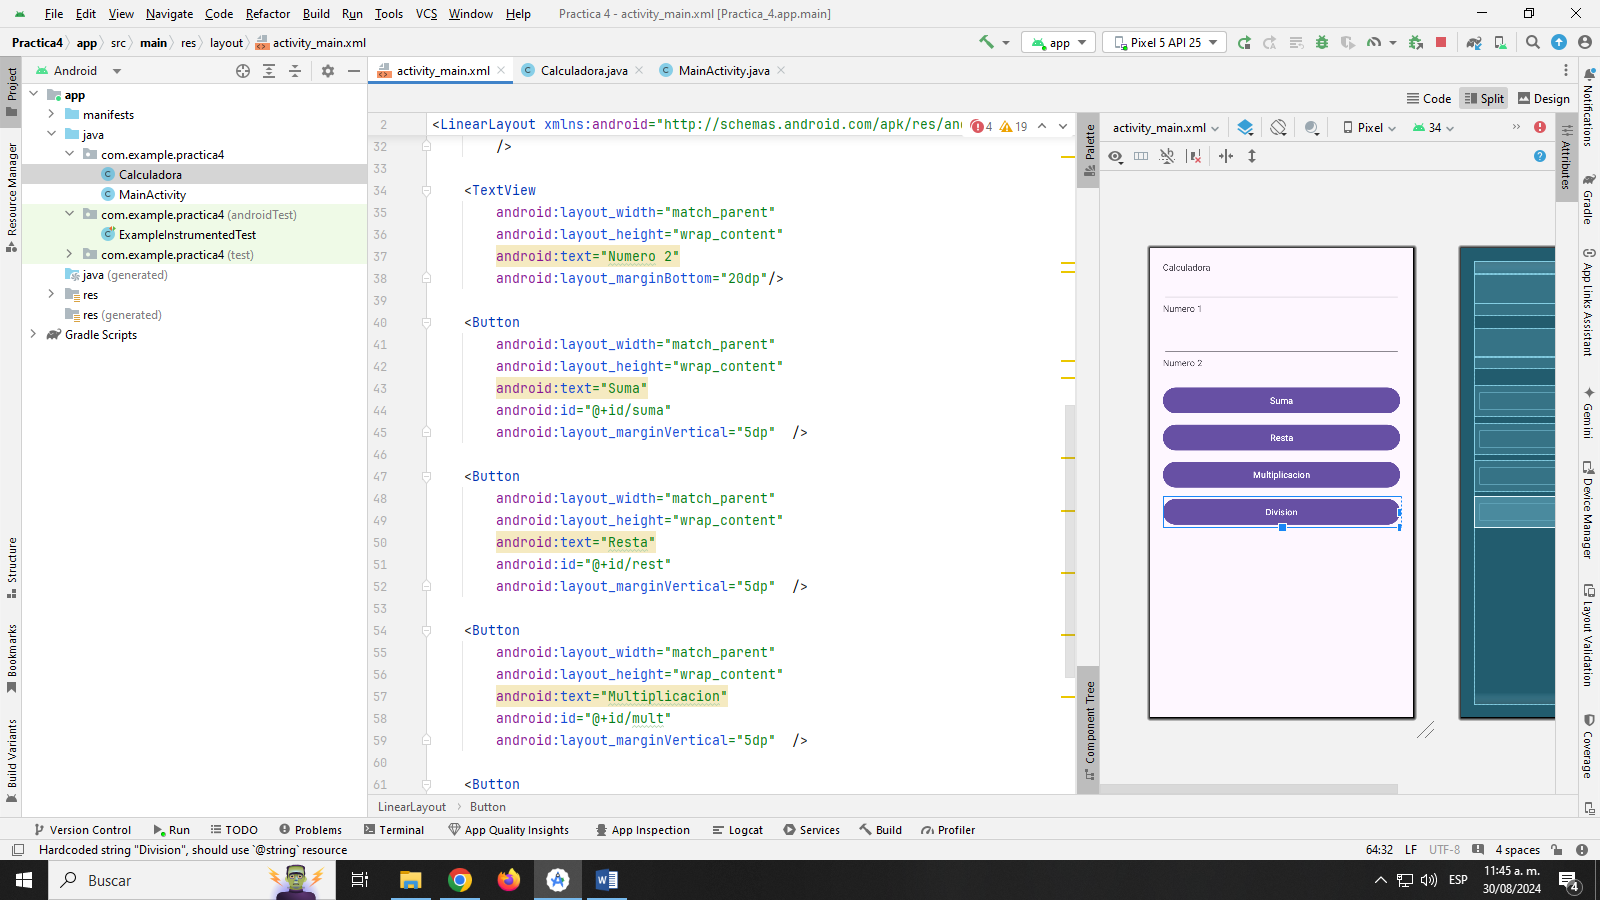 File Edit View Navigate Code Refactor Build Run Tools VCS Window Help Practica 4 - activity_main.xml [Practica_4.app.main]
Practica4 app src main res layout activity_main.xml app Pixel 5 API 25
Android
activity_main.xml Calculadora.java MainActivity.java
Code Split Design
Project
Resource Manager
Structure
Bookmarks
Build Variants
app
manifests
java
com.example.practica4
Calculadora
MainActivity
com.example.practica4 (androidTest)
ExampleInstrumentedTest
com.example.practica4 (test)
java (generated)
res
res (generated)
Gradle Scripts
2 <LinearLayout xmlns:android="http://schemas.android.com/apk/res/an 4 19
32 />
33
34 <TextView
35 android:layout_width="match_parent"
36 android:layout_height="wrap_content"
37 android:text="Numero 2"
38 android:layout_marginBottom="20dp"/>
39
40 <Button
41 android:layout_width="match_parent"
42 android:layout_height="wrap_content"
43 android:text="Suma"
44 android:id="@+id/suma"
45 android:layout_marginVertical="5dp" />
46
47 <Button
48 android:layout_width="match_parent"
49 android:layout_height="wrap_content"
50 android:text="Resta"
51 android:id="@+id/rest"
52 android:layout_marginVertical="5dp" />
53
54 <Button
55 android:layout_width="match_parent"
56 android:layout_height="wrap_content"
57 android:text="Multiplicacion"
58 android:id="@+id/mult"
59 android:layout_marginVertical="5dp" />
60
61 <Button
LinearLayout Button
Palette
Component Tree
activity_main.xml Pixel 34
Calculadora
Numero 1
Numero 2
Suma
Resta
Multiplicacion
Division
Attributes
Notifications
Gradle
App Links Assistant
Gemini
Device Manager
Layout Validation
Coverage
Version Control Run TODO Problems Terminal App Quality Insights App Inspection Logcat Services Build Profiler
Hardcoded string "Division", should use `@string` resource 64:32 LF UTF-8 4 spaces
Buscar
ESP
11:45 a. m.
30/08/2024
4